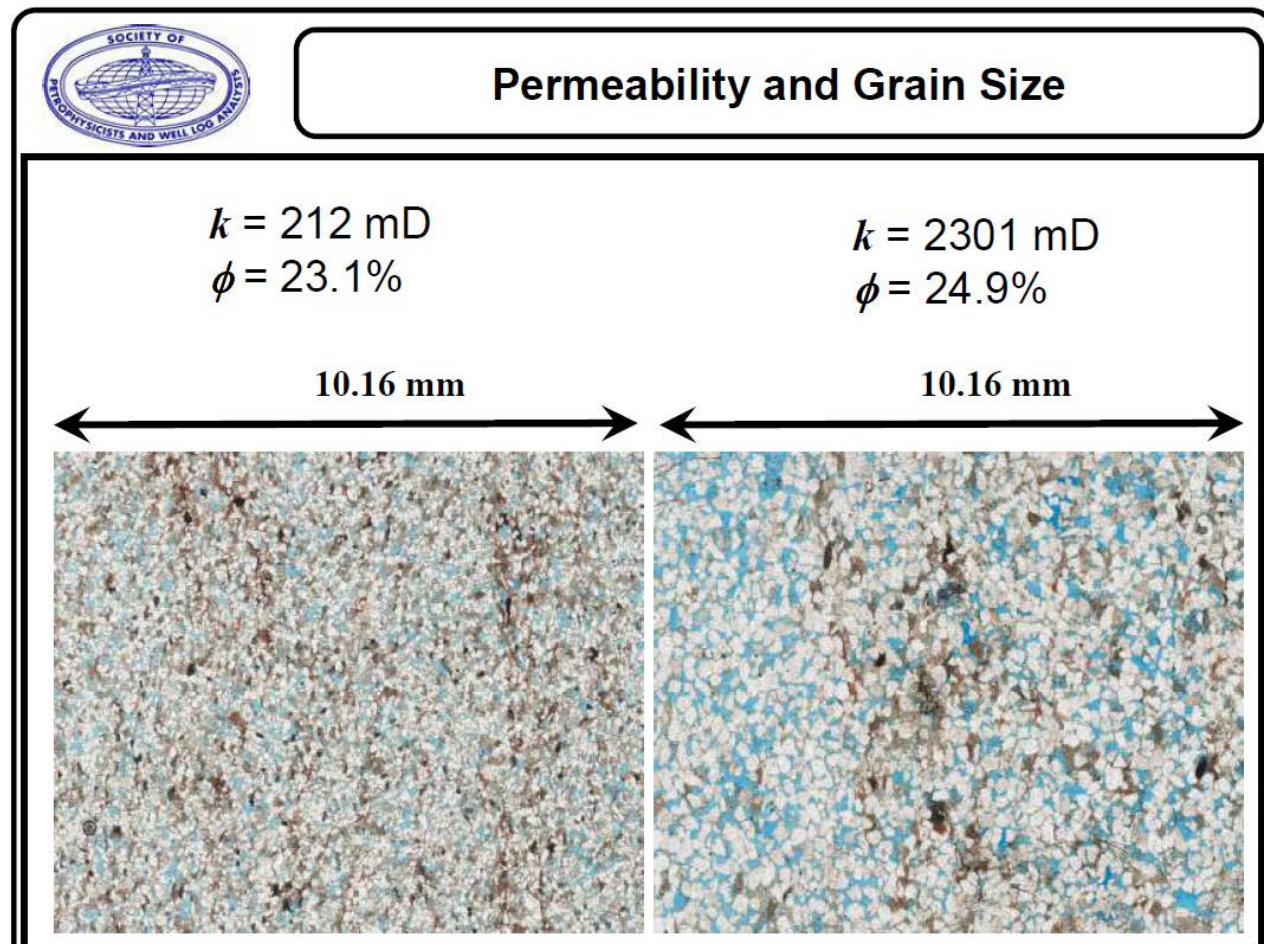 SOCIETY OF
PETROPHYSICISTS AND WELL LOG ANALYSTS
Permeability and Grain Size
k = 212 mD
ϕ = 23.1%
k = 2301 mD
ϕ = 24.9%
10.16 mm
10.16 mm